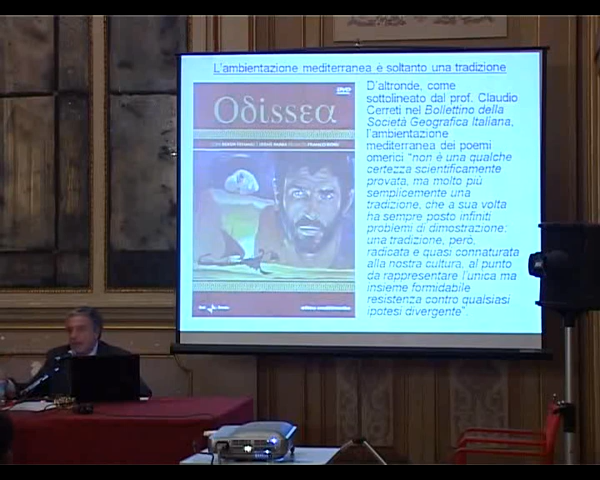 L'ambientazione mediterranea è soltanto una tradizione
DVD
Odissea
D'altronde, come
sottolineato dal prof. Claudio
Cerreti nel Bollettino della
Società Geografica Italiana,
l'ambientazione
mediterranea dei poemi
omerici "non è una qualche
certezza scientificamente
provata, ma molto più
semplicemente una
tradizione, che a sua volta
ha sempre posto infiniti
problemi di dimostrazione:
una tradizione, però,
radicata e quasi connaturata
alla nostra cultura, al punto
da rappresentare l'unica ma
insieme formidabile
resistenza contro qualsiasi
ipotesi divergente".